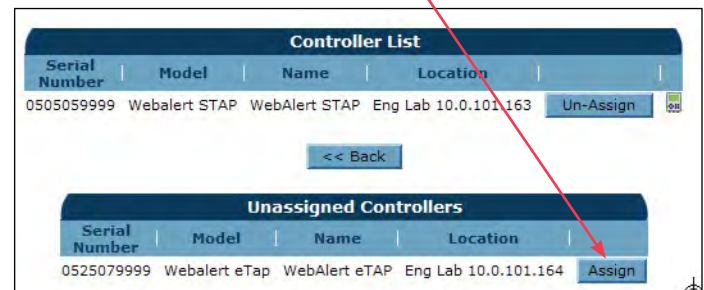 Controller List
Serial Number Model Name Location
0505059999 Webalert STAP WebAlert STAP Eng Lab 10.0.101.163 Un-Assign
<< Back
Unassigned Controllers
Serial Number Model Name Location
0525079999 Webalert eTap WebAlert eTAP Eng Lab 10.0.101.164 Assign